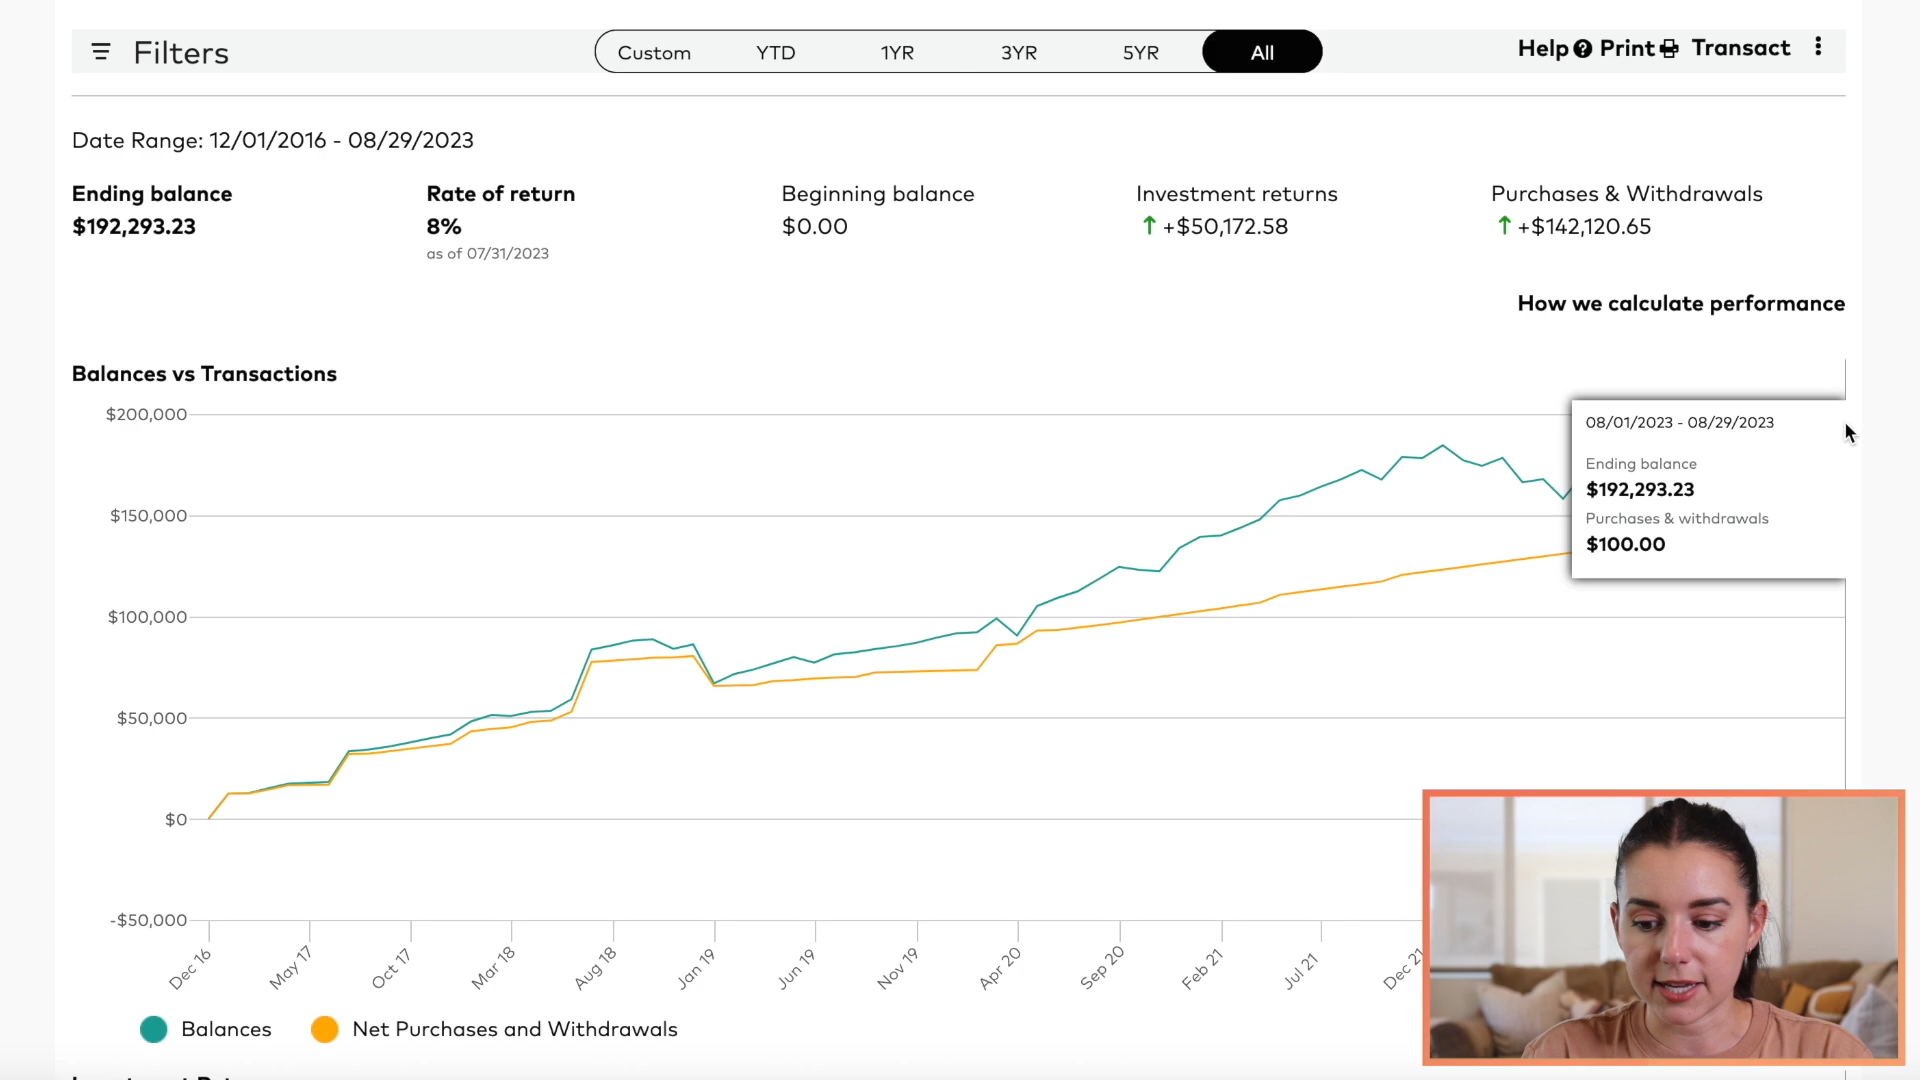 Filters
Custom YTD 1YR 3YR 5YR All
Help Print Transact
Date Range: 12/01/2016 - 08/29/2023
Ending balance Rate of return Beginning balance Investment returns Purchases & Withdrawals
$192,293.23 8% $0.00 +$50,172.58 +$142,120.65
as of 07/31/2023
How we calculate performance
Balances vs Transactions
$200,000
$150,000
$100,000
$50,000
$0
-$50,000
08/01/2023 - 08/29/2023
Ending balance
$192,293.23
Purchases & withdrawals
$100.00
Dec 16 May 17 Oct 17 Mar 18 Aug 18 Jan 19 Jun 19 Nov 19 Apr 20 Sep 20 Feb 21 Jul 21 Dec 21
Balances Net Purchases and Withdrawals